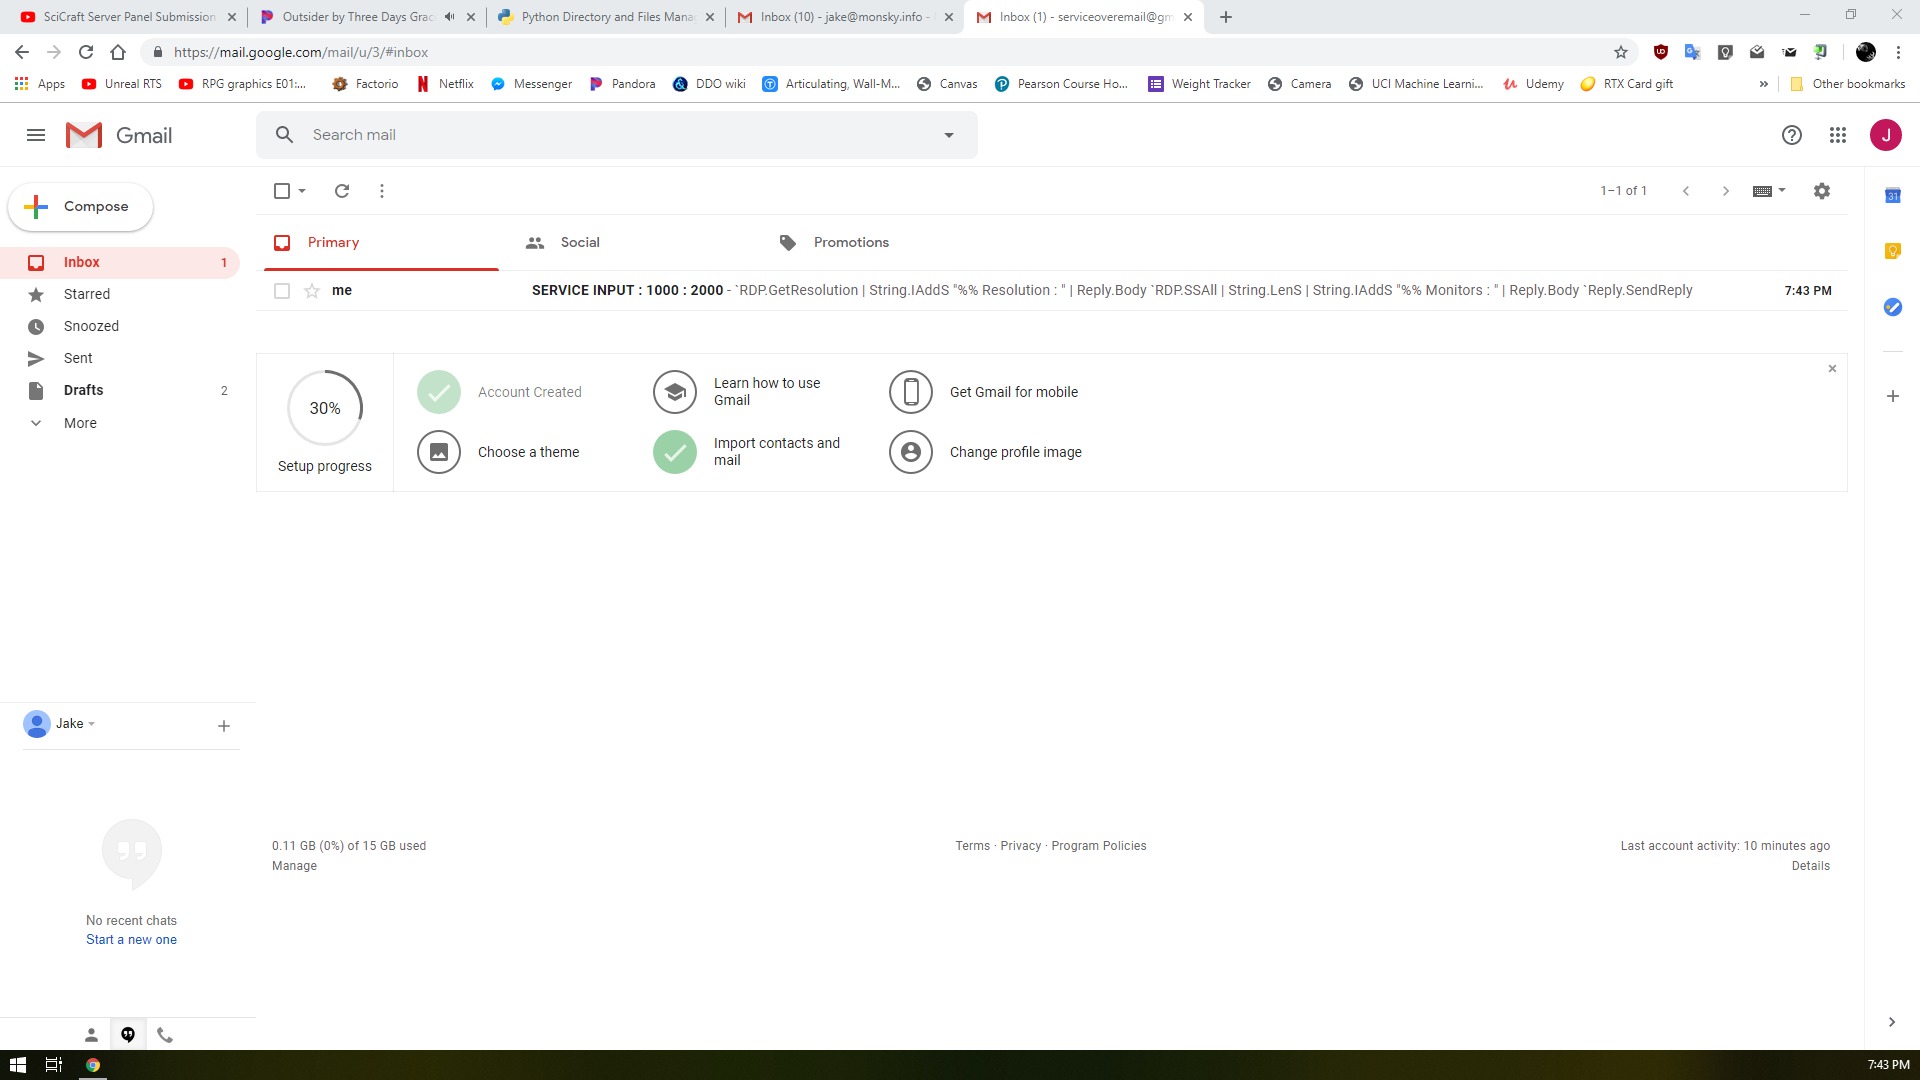 SciCraft Server Panel Submission
Outsider by Three Days Grac
Python Directory and Files Mana
Inbox (10) - jake@monsky.info -
Inbox (1) - serviceoveremail@gm
https://mail.google.com/mail/u/3/#inbox
Apps Unreal RTS RPG graphics E01:... Factorio Netflix Messenger Pandora DDO wiki Articulating, Wall-M... Canvas Pearson Course Ho... Weight Tracker Camera UCI Machine Learni... Udemy RTX Card gift » Other bookmarks
Gmail
Search mail
J
Compose
1–1 of 1
31
Primary Social Promotions
Inbox 1
Starred
Snoozed
Sent
Drafts 2
More
me SERVICE INPUT : 1000 : 2000 - `RDP.GetResolution | String.IAddS "%% Resolution : " | Reply.Body `RDP.SSAll | String.LenS | String.IAddS "%% Monitors : " | Reply.Body `Reply.SendReply 7:43 PM
30%
Setup progress
Account Created
Learn how to use
Gmail
Get Gmail for mobile
Choose a theme
Import contacts and
mail
Change profile image
Jake
No recent chats
Start a new one
0.11 GB (0%) of 15 GB used
Manage
Terms · Privacy · Program Policies
Last account activity: 10 minutes ago
Details
7:43 PM